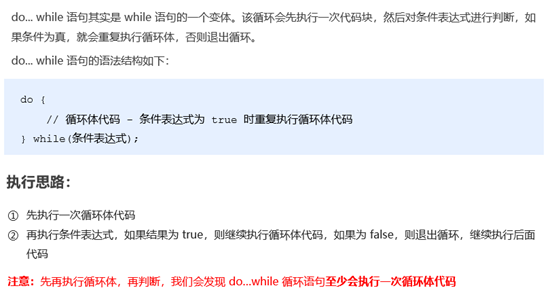 do... while 语句其实是 while 语句的一个变体。该循环会先执行一次代码块，然后对条件表达式进行判断，如
果条件为真，就会重复执行循环体，否则退出循环。
do... while 语句的语法结构如下：
do {
// 循环体代码 - 条件表达式为 true 时重复执行循环体代码
} while(条件表达式);
执行思路：
① 先执行一次循环体代码
② 再执行条件表达式，如果结果为 true，则继续执行循环体代码，如果为 false，则退出循环，继续执行后面
代码
注意：先再执行循环体，再判断，我们会发现 do...while 循环语句至少会执行一次循环体代码